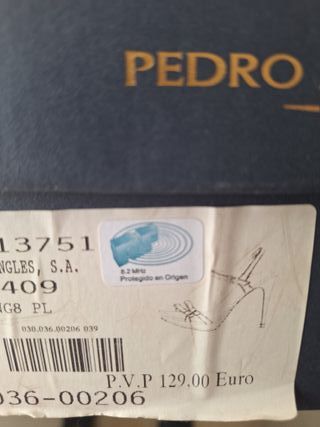 PEDRO
13751
8.2 MHz
Protegido en Origen
NGLES, S.A.
409
NG8 PL
030.036.00206 039
P.V.P 129.00 Euro
036-00206